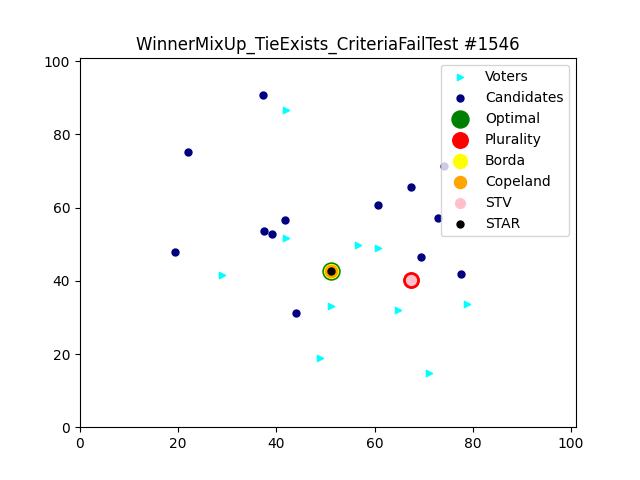 WinnerMixUp_TieExists_CriteriaFailTest #1546
Voters
Candidates
Optimal
Plurality
Borda
Copeland
STV
STAR
100
80
60
40
20
0
0 20 40 60 80 100